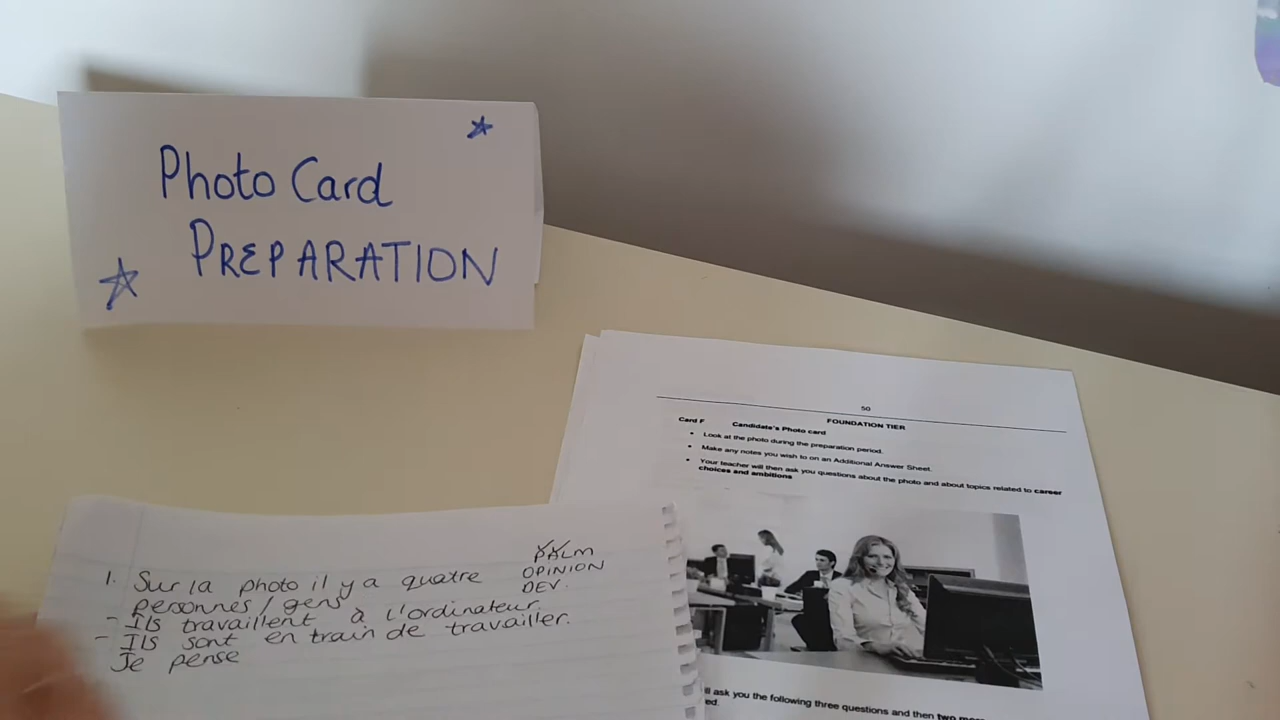 Photo Card
PREPARATION
50
FOUNDATION TIER
Card F Candidate's Photo card
• Look at the photo during the preparation period.
• Make any notes you wish to on an Additional Answer Sheet.
• Your teacher will then ask you questions about the photo and about topics related to career
choices and ambitions
ask you the following three questions and then two
PALM
OPINION
DEV.
1. Sur la photo il y a quatre
personnes/gens
- Ils travaillent à l'ordinateur.
- Ils sont en train de travailler.
Je pense